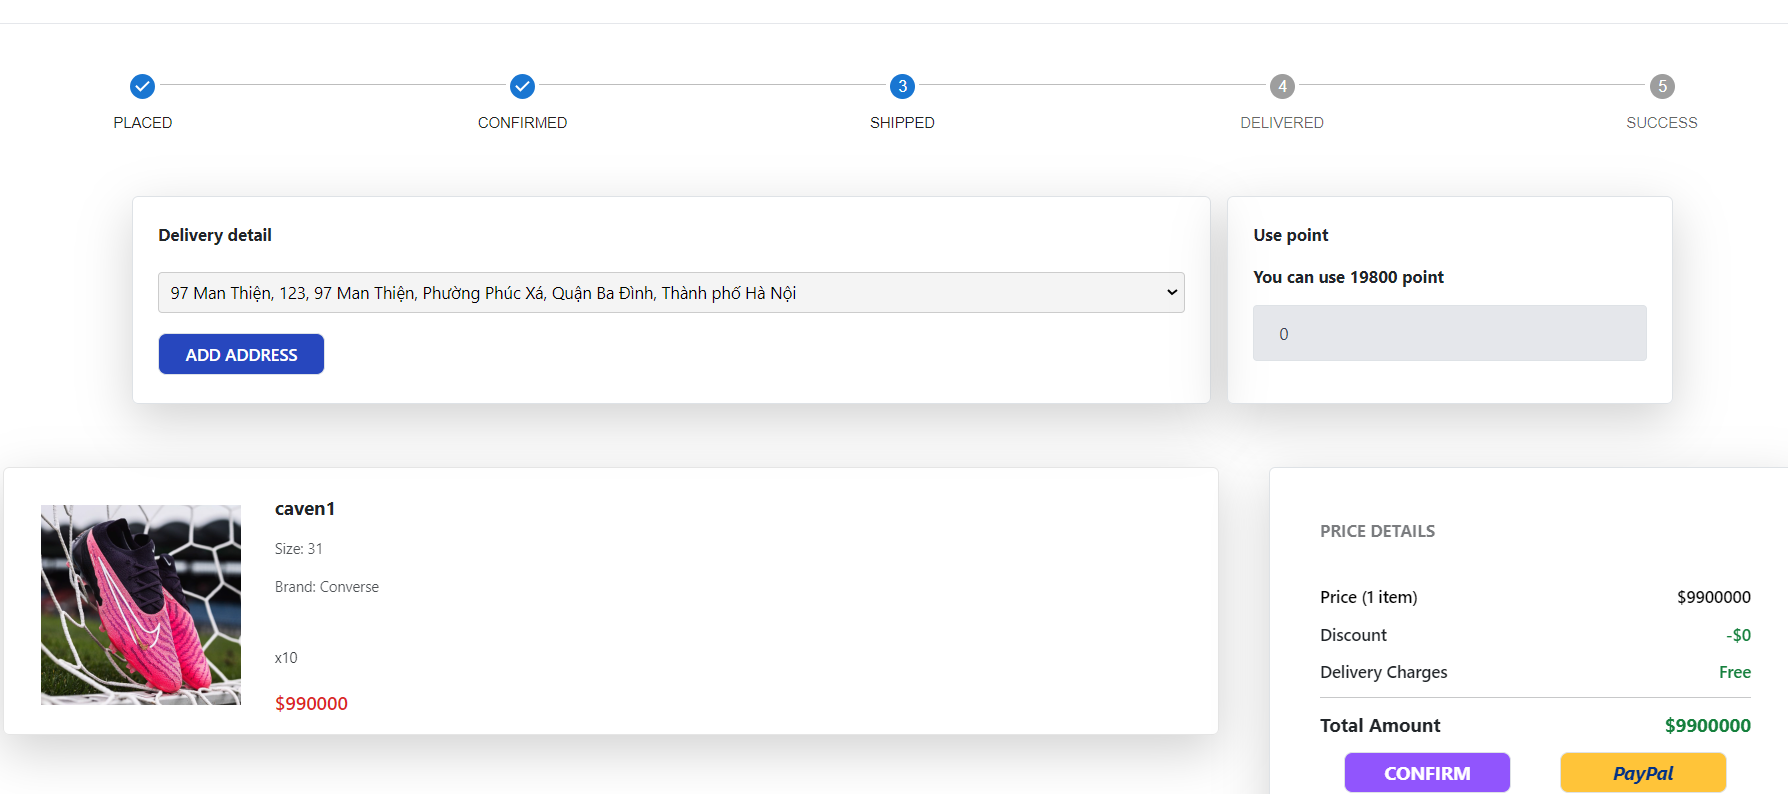 3
4
5
PLACED
CONFIRMED
SHIPPED
DELIVERED
SUCCESS
Delivery detail
97 Man Thiện, 123, 97 Man Thiện, Phường Phúc Xá, Quận Ba Đình, Thành phố Hà Nội
ADD ADDRESS
Use point
You can use 19800 point
0
caven1
Size: 31
Brand: Converse
x10
$990000
PRICE DETAILS
Price (1 item) $9900000
Discount -$0
Delivery Charges Free
Total Amount $9900000
CONFIRM
PayPal